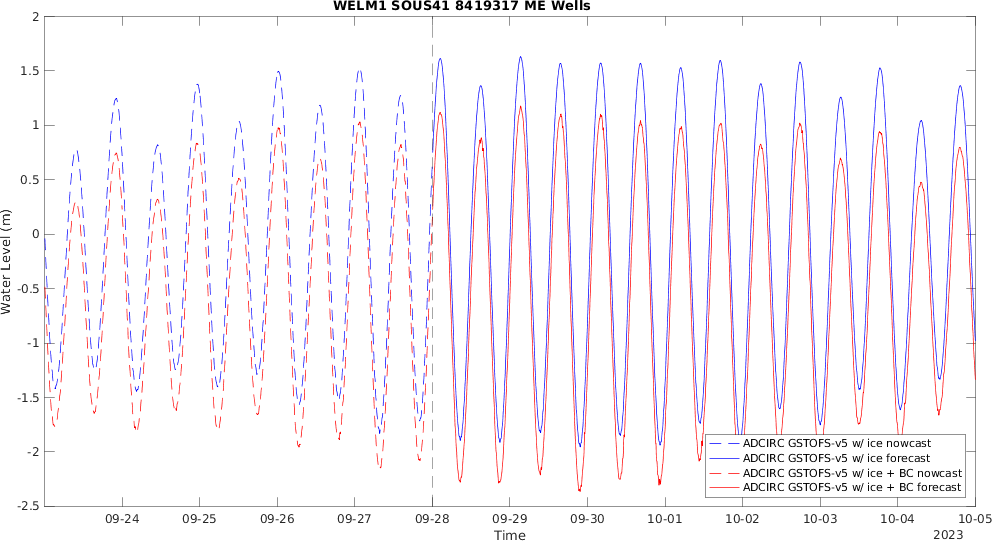 WELM1 SOUS41 8419317 ME Wells
2
1.5
1
0.5
0
-0.5
-1
-1.5
-2
-2.5
Water Level (m)
09-24 09-25 09-26 09-27 09-28 09-29 09-30 10-01 10-02 10-03 10-04 10-05
Time
2023
ADCIRC GSTOFS-v5 w/ ice nowcast
ADCIRC GSTOFS-v5 w/ ice forecast
ADCIRC GSTOFS-v5 w/ ice + BC nowcast
ADCIRC GSTOFS-v5 w/ ice + BC forecast